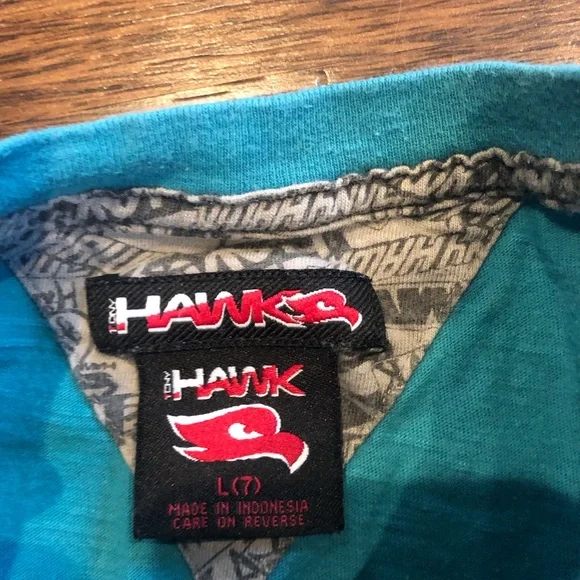 TONY HAWK
TONY HAWK
L(7)
MADE IN INDONESIA
CARE ON REVERSE